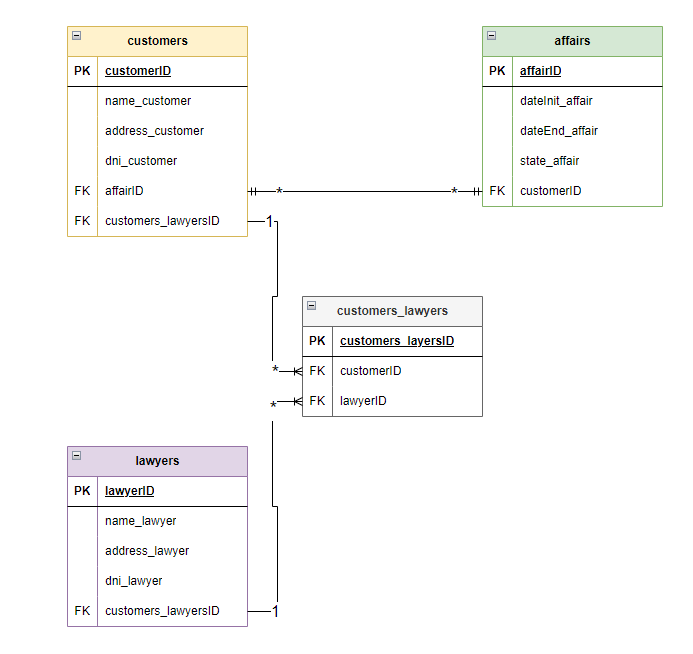 customers
PK customerID
name_customer
address_customer
dni_customer
FK affairID
FK customers_lawyersID
affairs
PK affairID
dateInit_affair
dateEnd_affair
state_affair
FK customerID
* *
1
customers_lawyers
PK customers_layersID
* FK customerID
* FK lawyerID
lawyers
PK lawyerID
name_lawyer
address_lawyer
dni_lawyer
FK customers_lawyersID
1